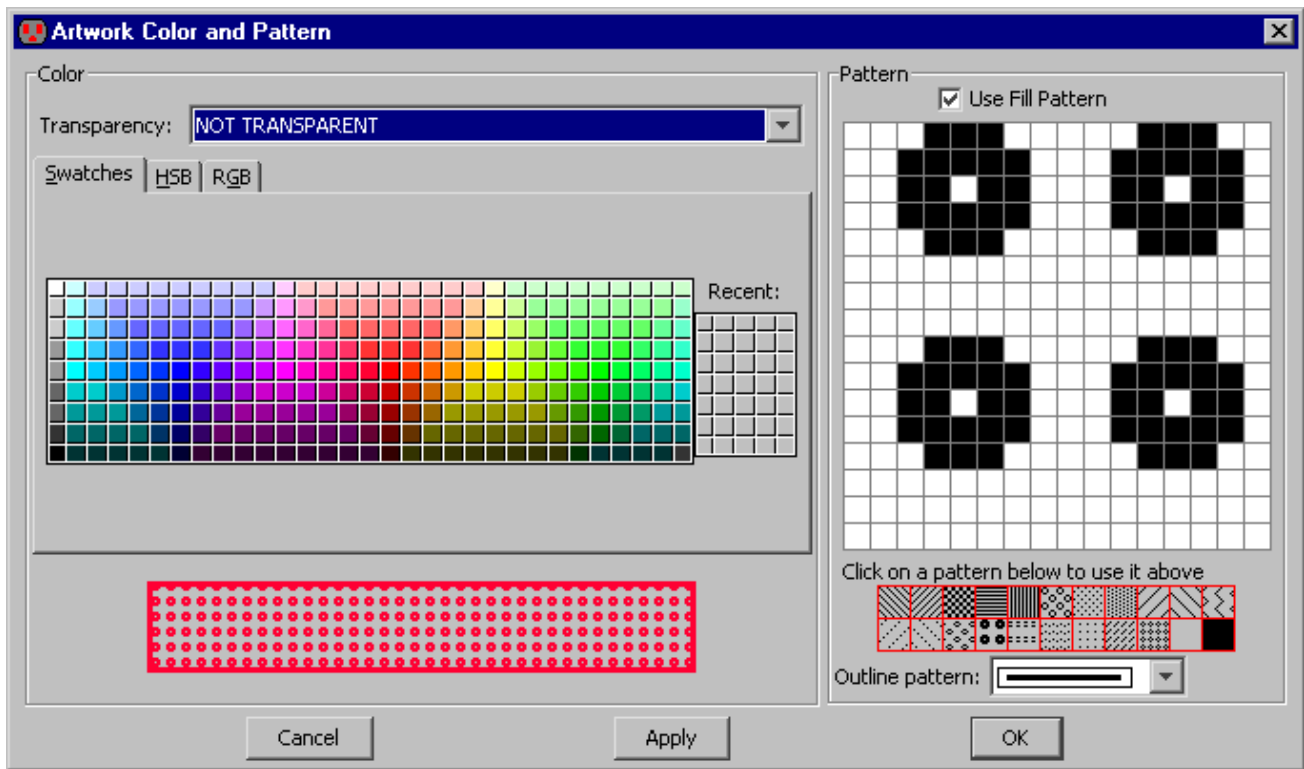 Artwork Color and Pattern
Color
Transparency: NOT TRANSPARENT
Swatches HSB RGB
Recent:
Pattern
Use Fill Pattern
Click on a pattern below to use it above
Outline pattern:
Cancel Apply OK